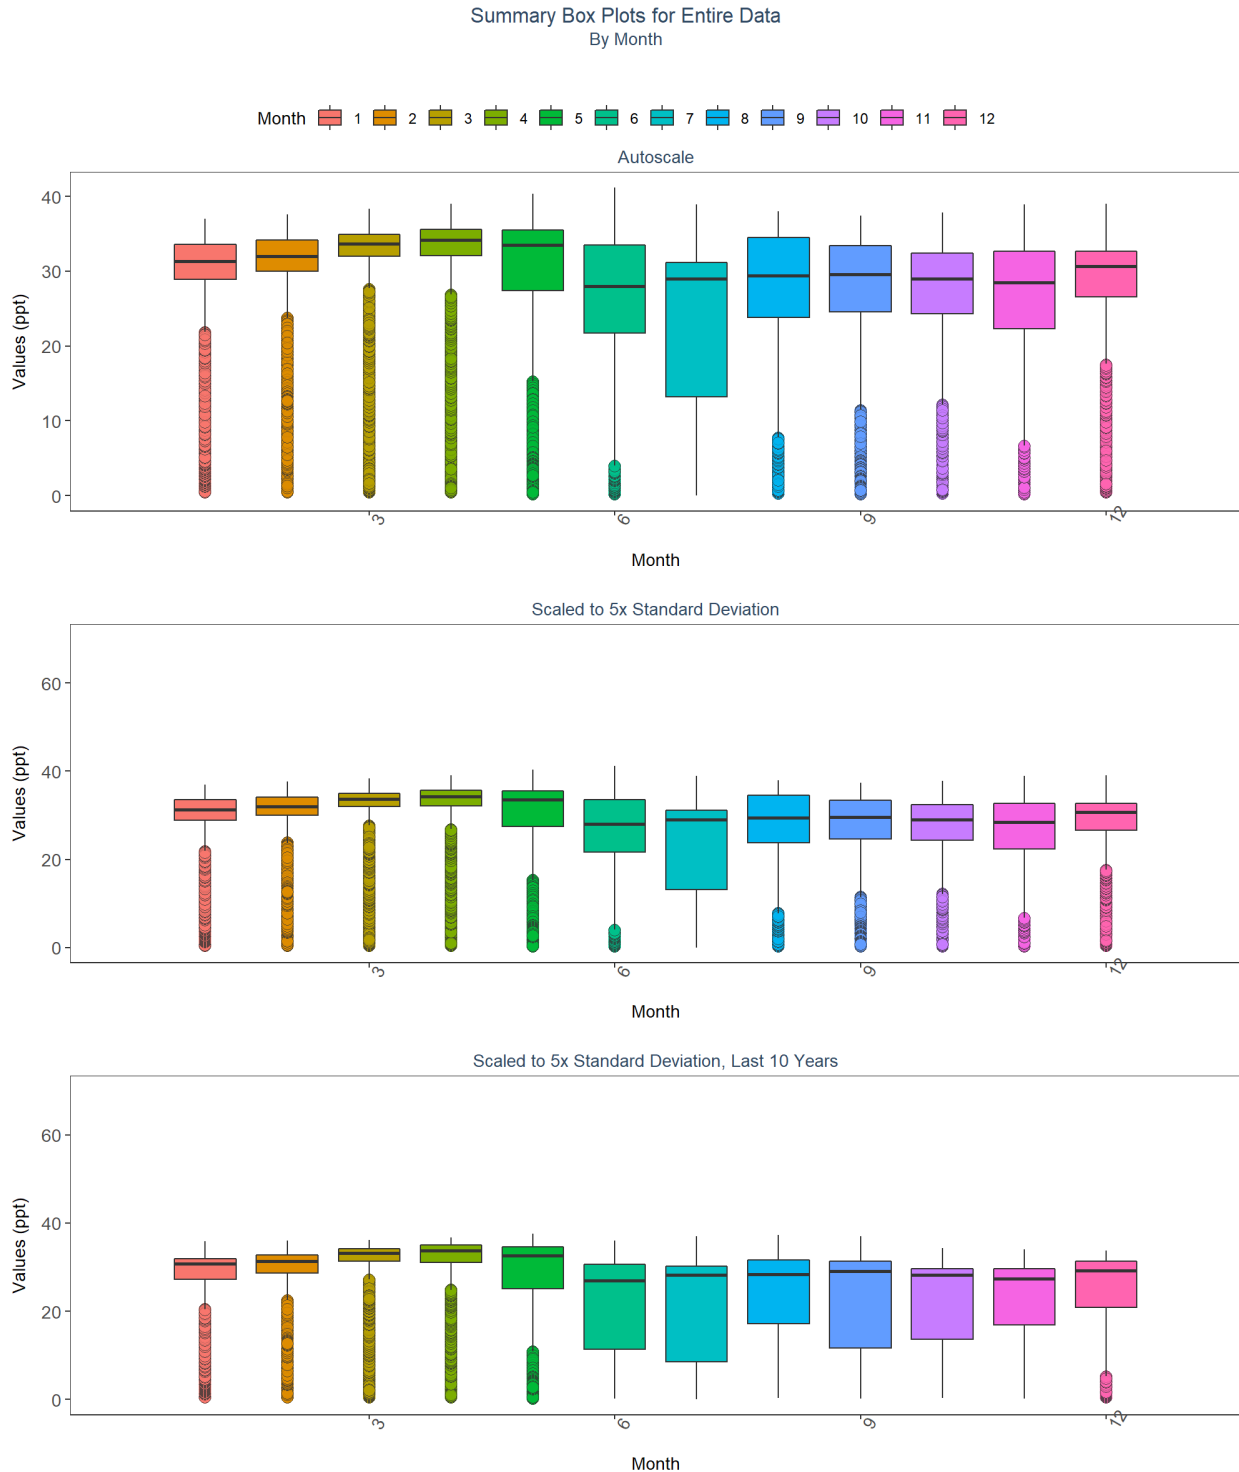 Summary Box Plots for Entire Data
By Month
Month 1 2 3 4 5 6 7 8 9 10 11 12
Autoscale
Values (ppt)
40
30
20
10
0
3 6 9 12
Month
Scaled to 5x Standard Deviation
Values (ppt)
60
40
20
0
3 6 9 12
Month
Scaled to 5x Standard Deviation, Last 10 Years
Values (ppt)
60
40
20
0
3 6 9 12
Month